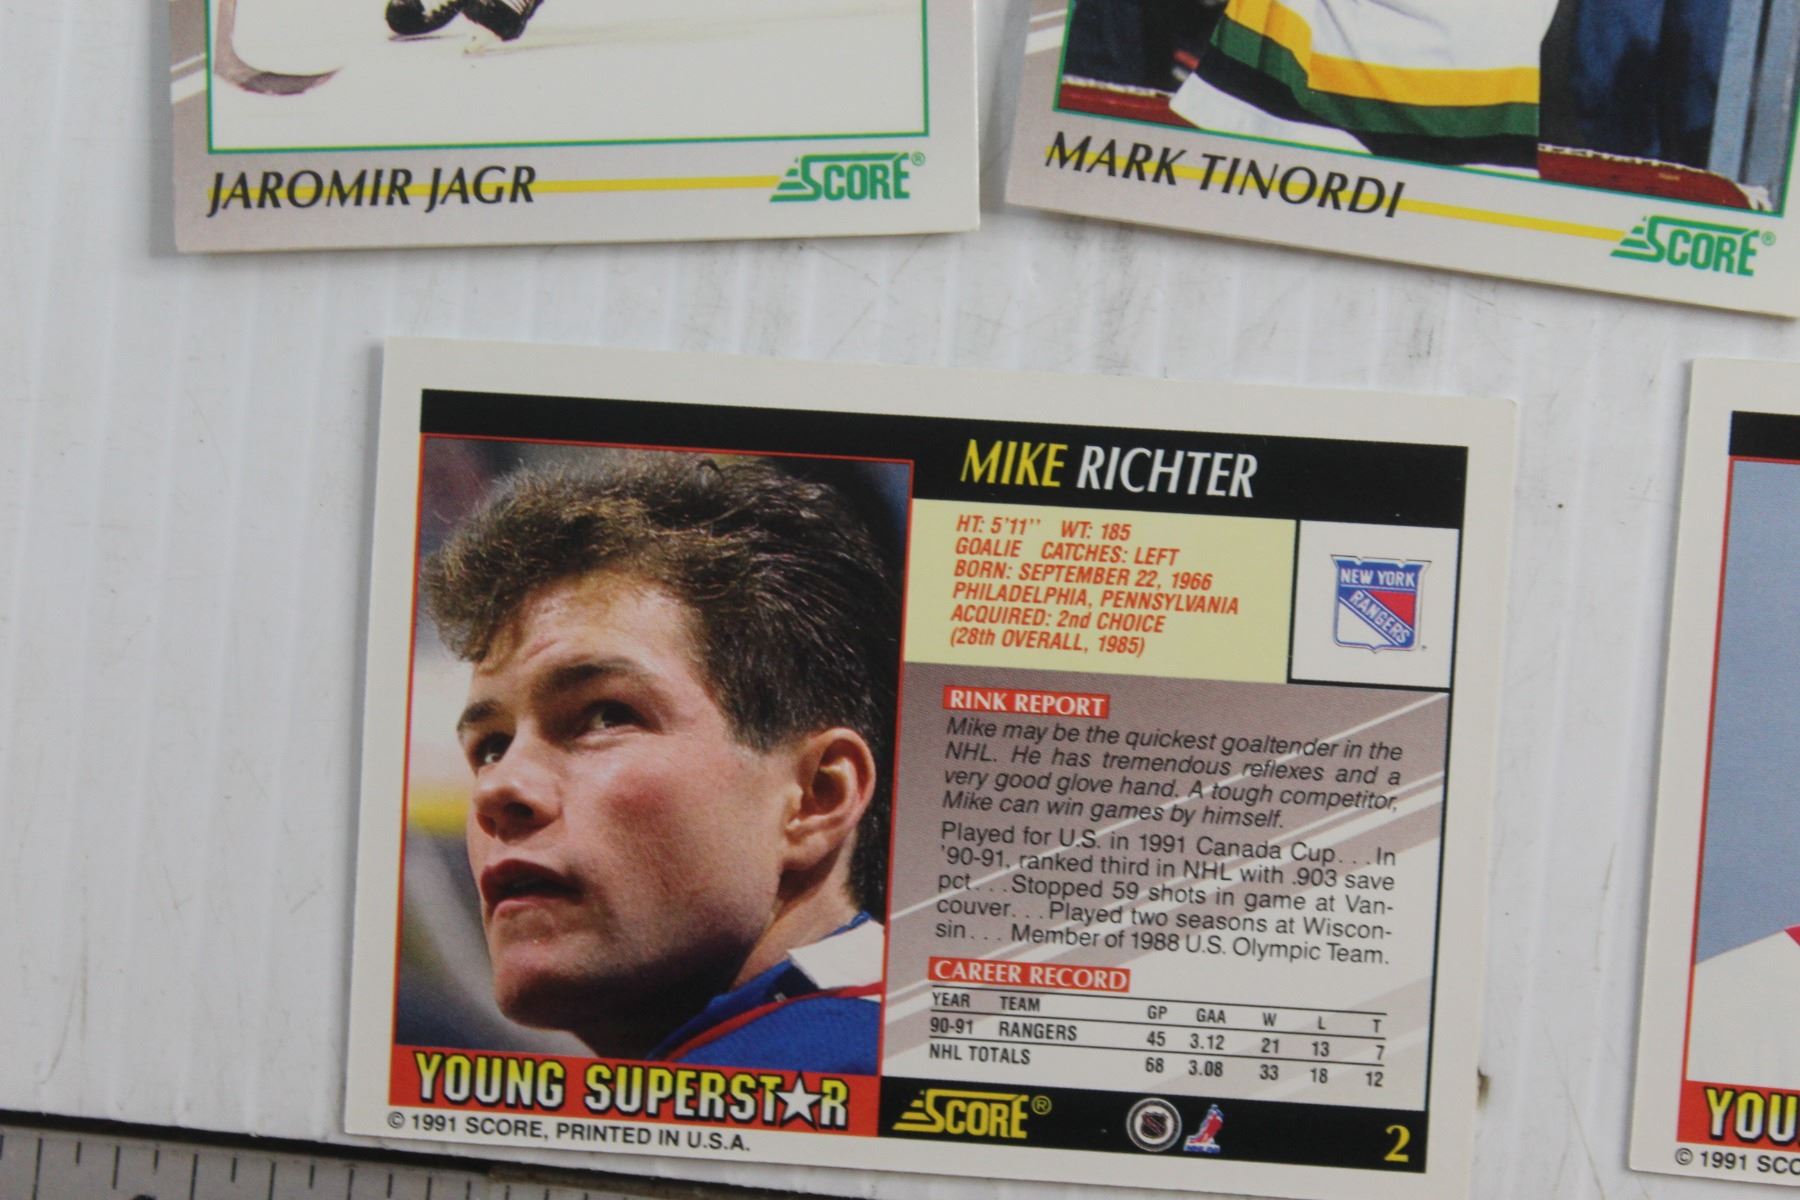 JAROMIR JAGR
SCORE®
MARK TINORDI
SCORE®
MIKE RICHTER
HT: 5'11'' WT: 185
GOALIE CATCHES: LEFT
BORN: SEPTEMBER 22, 1966
PHILADELPHIA, PENNSYLVANIA
ACQUIRED: 2nd CHOICE
(28th OVERALL, 1985)
NEW YORK
RANGERS
RINK REPORT
Mike may be the quickest goaltender in the
NHL. He has tremendous reflexes and a
very good glove hand. A tough competitor,
Mike can win games by himself.
Played for U.S. in 1991 Canada Cup...In
'90-91, ranked third in NHL with .903 save
pct...Stopped 59 shots in game at Van-
couver...Played two seasons at Wiscon-
sin...Member of 1988 U.S. Olympic Team.
CAREER RECORD
YEAR TEAM GP GAA W L T
90-91 RANGERS 45 3.12 21 13 7
NHL TOTALS 68 3.08 33 18 12
YOUNG SUPERSTAR
SCORE®
2
© 1991 SCORE, PRINTED IN U.S.A.
YOU
© 1991 SCO